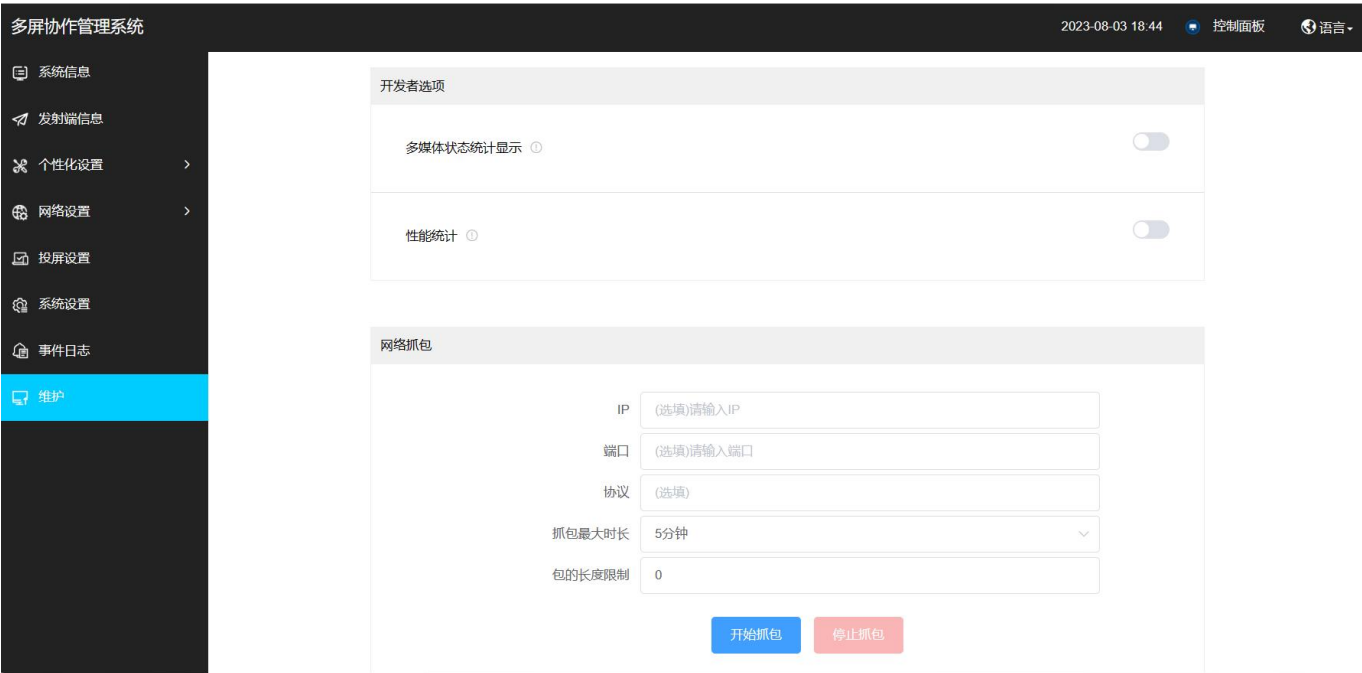 多屏协作管理系统
2023-08-03 18:44 控制面板 语言
系统信息
发射端信息
个性化设置
网络设置
投屏设置
系统设置
事件日志
维护
开发者选项
多媒体状态统计显示
性能统计
网络抓包
IP (选填)请输入IP
端口 (选填)请输入端口
协议 (选填)
抓包最大时长 5分钟
包的长度限制 0
开始抓包 停止抓包